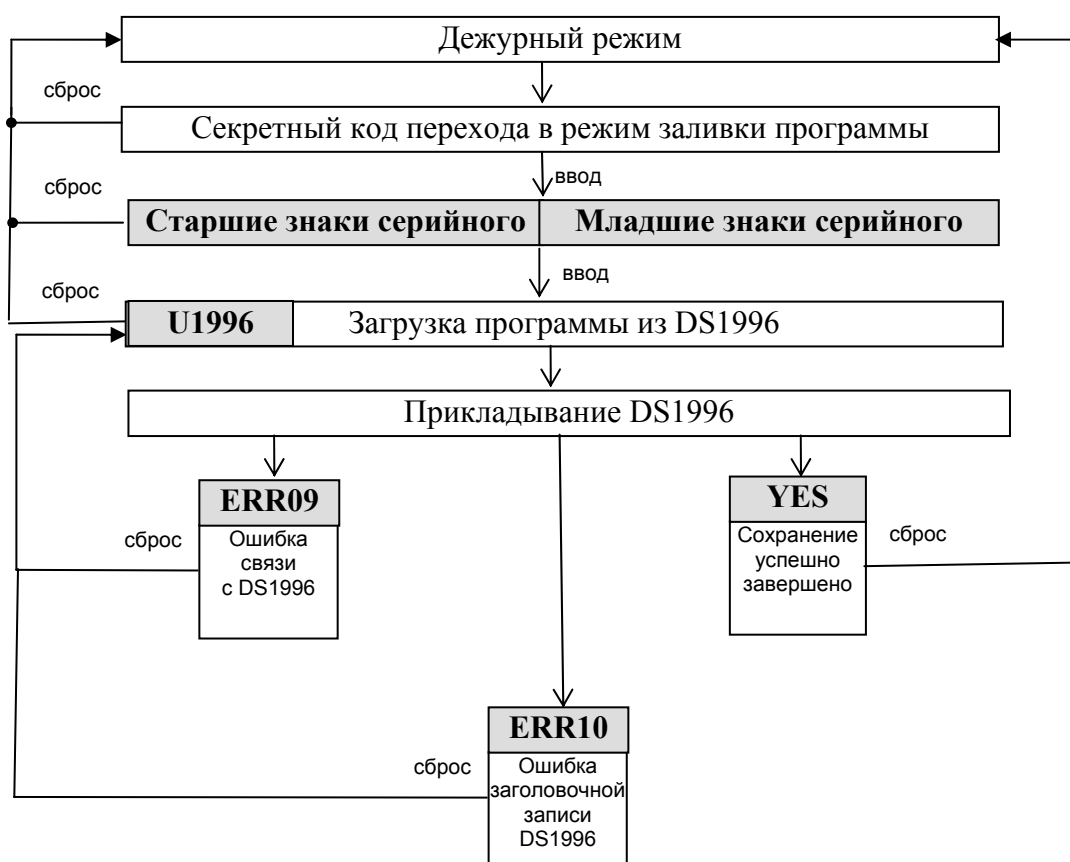 Дежурный режим
сброс
Секретный код перехода в режим заливки программы
ввод
сброс
Старшие знаки серийного Младшие знаки серийного
ввод
сброс
U1996 Загрузка программы из DS1996
Прикладывание DS1996
ERR09
Ошибка
связи
с DS1996
сброс
YES
Сохранение
успешно
завершено
сброс
ERR10
Ошибка
заголовочной
записи
DS1996
сброс